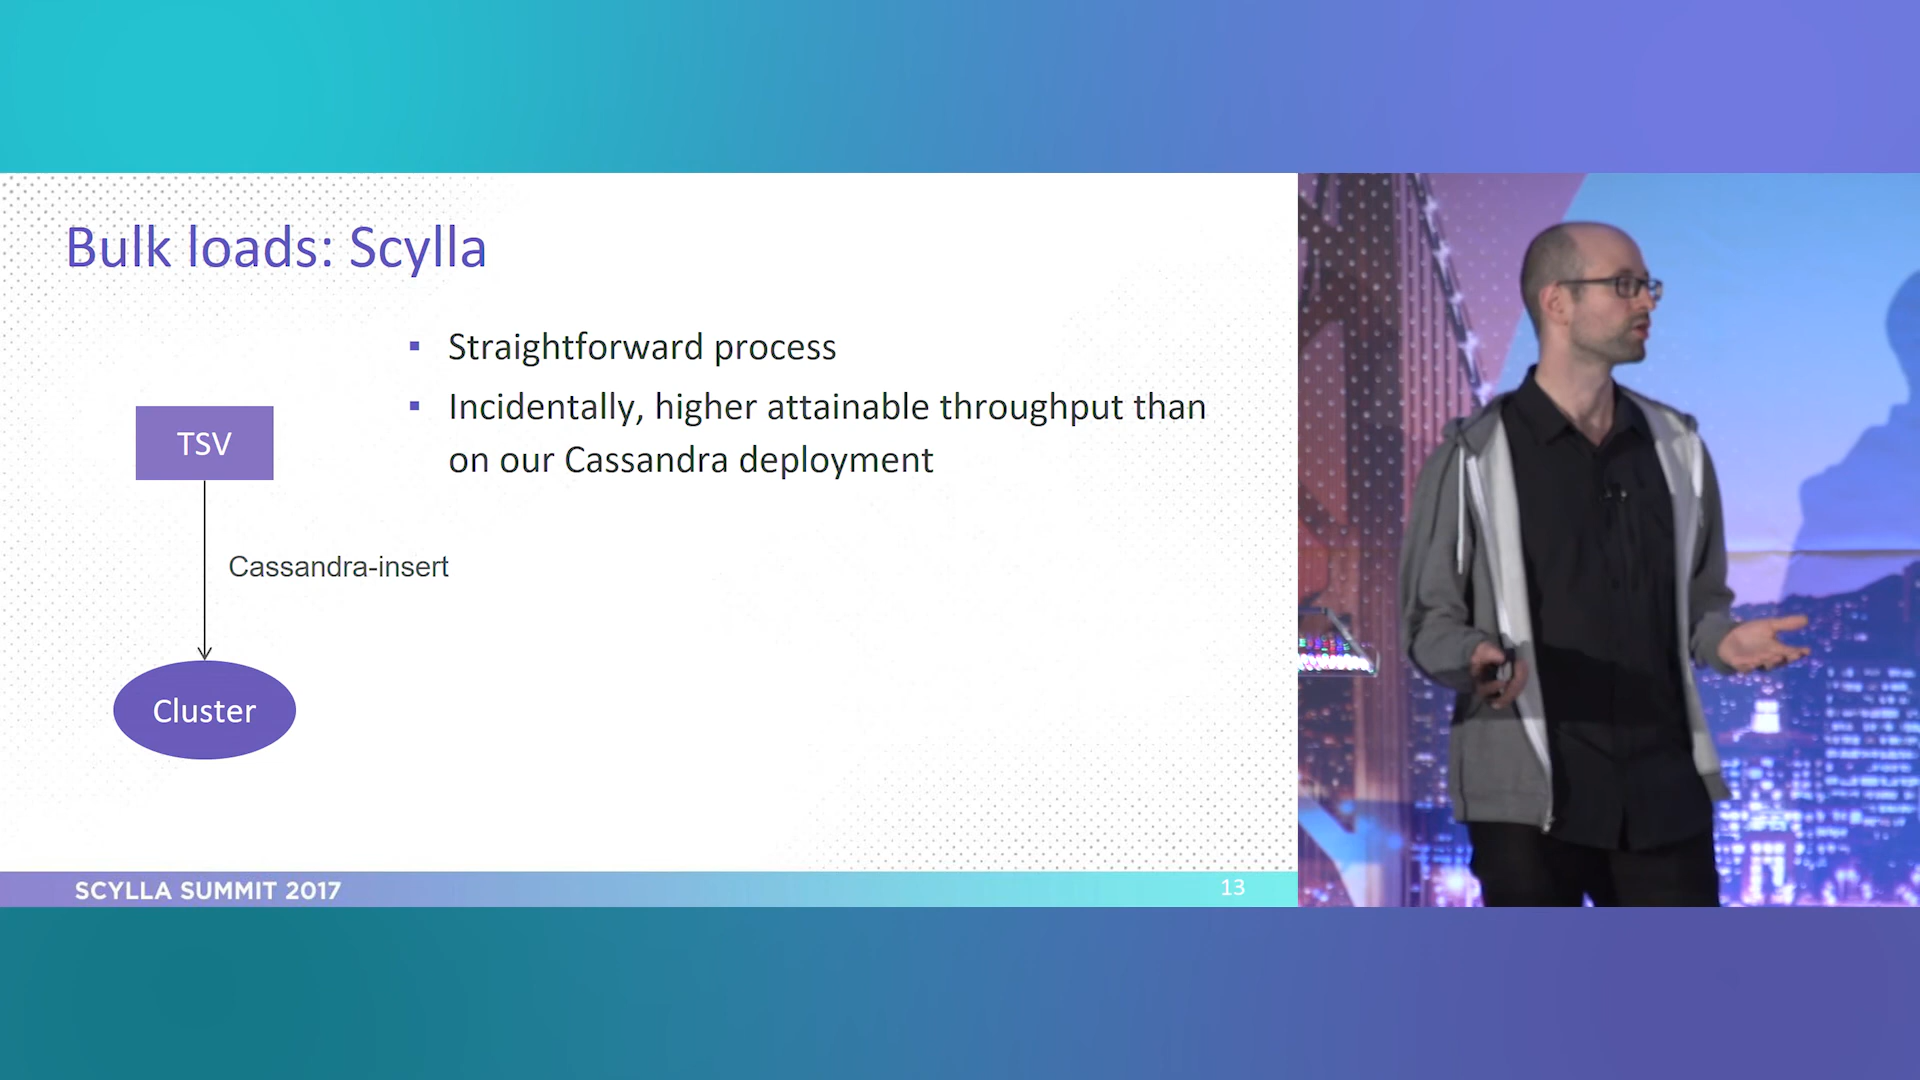 Bulk loads: Scylla
▪ Straightforward process
▪ Incidentally, higher attainable throughput than
on our Cassandra deployment
TSV
Cassandra-insert
Cluster
SCYLLA SUMMIT 2017
13